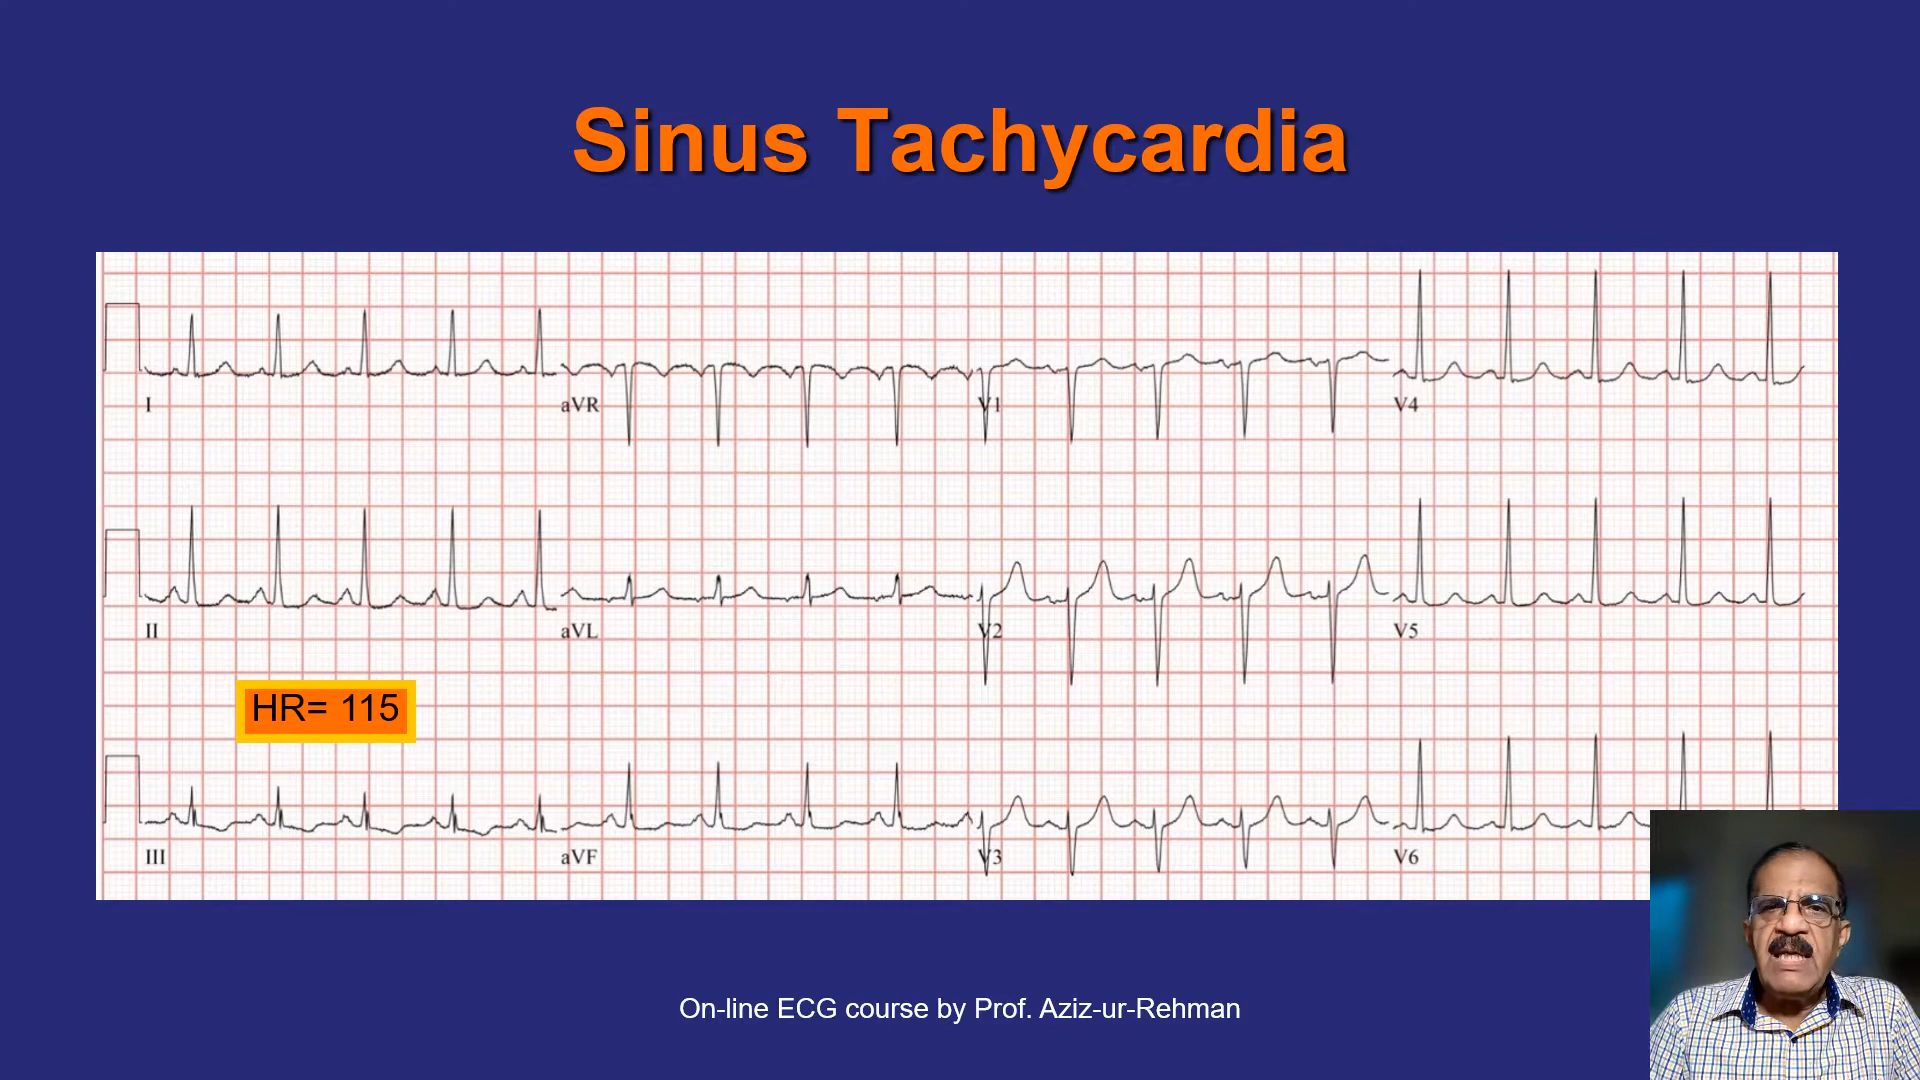 Sinus Tachycardia
I aVR V1 V4
II aVL V2 V5
HR= 115
III aVF V3 V6
On-line ECG course by Prof. Aziz-ur-Rehman